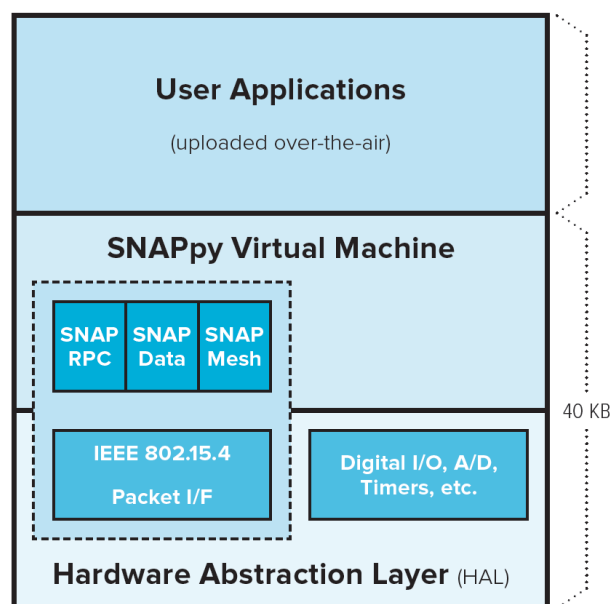 User Applications
(uploaded over-the-air)
SNAPpy Virtual Machine
SNAP
RPC
SNAP
Data
SNAP
Mesh
40 KB
IEEE 802.15.4
Packet I/F
Digital I/O, A/D,
Timers, etc.
Hardware Abstraction Layer (HAL)